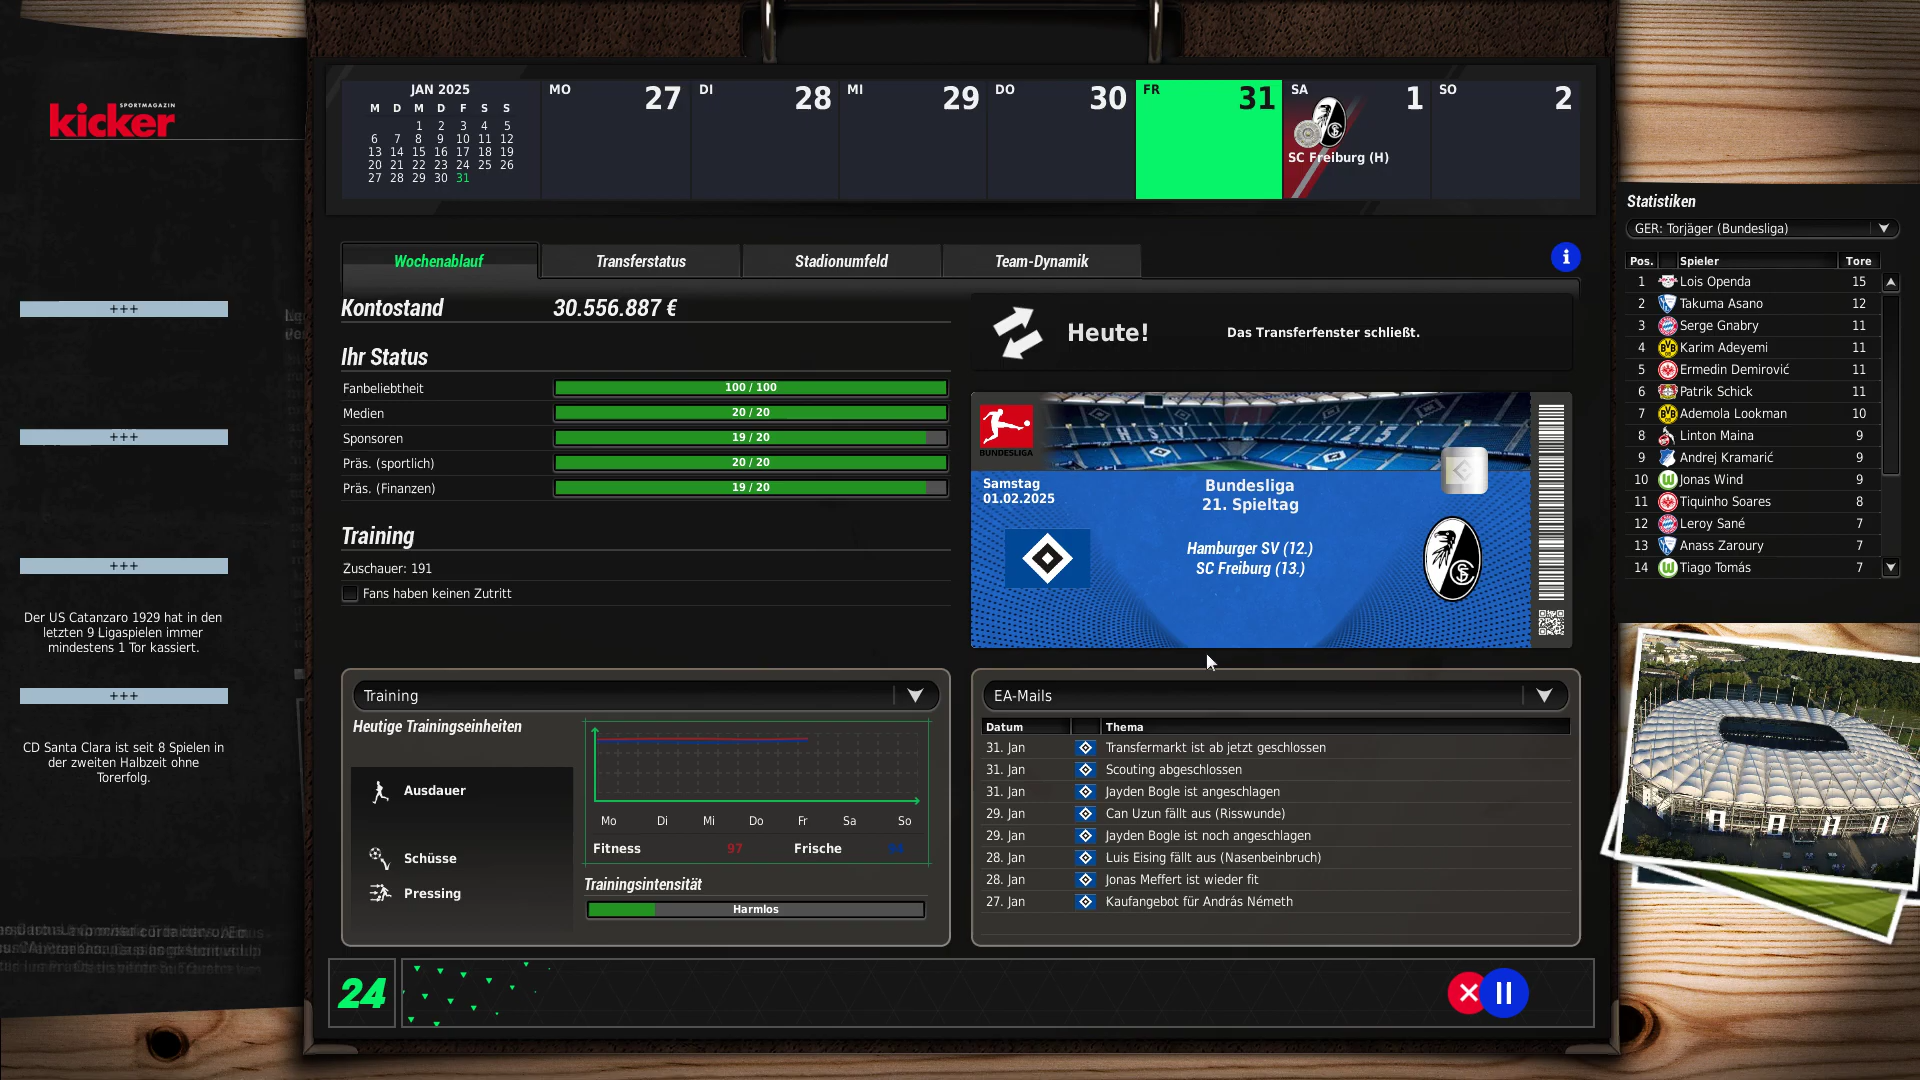 SPORTMAGAZIN
kicker
+++
+++
+++
Der US Catanzaro 1929 hat in den
letzten 9 Ligaspielen immer
mindestens 1 Tor kassiert.
+++
CD Santa Clara ist seit 8 Spielen in
der zweiten Halbzeit ohne
Torerfolg.
JAN 2025
M D M D F S S
1 2 3 4 5
6 7 8 9 10 11 12
13 14 15 16 17 18 19
20 21 22 23 24 25 26
27 28 29 30 31
MO 27
DI 28
MI 29
DO 30
FR 31
SA 1
SC Freiburg (H)
SO 2
Wochenablauf
Transferstatus
Stadionumfeld
Team-Dynamik
i
Kontostand 30.556.887 €
Ihr Status
Fanbeliebtheit 100 / 100
Medien 20 / 20
Sponsoren 19 / 20
Präs. (sportlich) 20 / 20
Präs. (Finanzen) 19 / 20
Training
Zuschauer: 191
Fans haben keinen Zutritt
Heute! Das Transferfenster schließt.
BUNDESLIGA
HSV 125
Samstag
01.02.2025
Bundesliga
21. Spieltag
Hamburger SV (12.)
SC Freiburg (13.)
Training
Heutige Trainingseinheiten
Ausdauer
Schüsse
Pressing
Mo Di Mi Do Fr Sa So
Fitness 97 Frische
Trainingsintensität
Harmlos
EA-Mails
Datum Thema
31. Jan Transfermarkt ist ab jetzt geschlossen
31. Jan Scouting abgeschlossen
31. Jan Jayden Bogle ist angeschlagen
29. Jan Can Uzun fällt aus (Risswunde)
29. Jan Jayden Bogle ist noch angeschlagen
28. Jan Luis Eising fällt aus (Nasenbeinbruch)
28. Jan Jonas Meffert ist wieder fit
27. Jan Kaufangebot für András Németh
24
Statistiken
GER: Torjäger (Bundesliga)
Pos. Spieler Tore
1 Lois Openda 15
2 Takuma Asano 12
3 Serge Gnabry 11
4 Karim Adeyemi 11
5 Ermedin Demirović 11
6 Patrik Schick 11
7 Ademola Lookman 10
8 Linton Maina 9
9 Andrej Kramarić 9
10 Jonas Wind 9
11 Tiquinho Soares 8
12 Leroy Sané 7
13 Anass Zaroury 7
14 Tiago Tomás 7